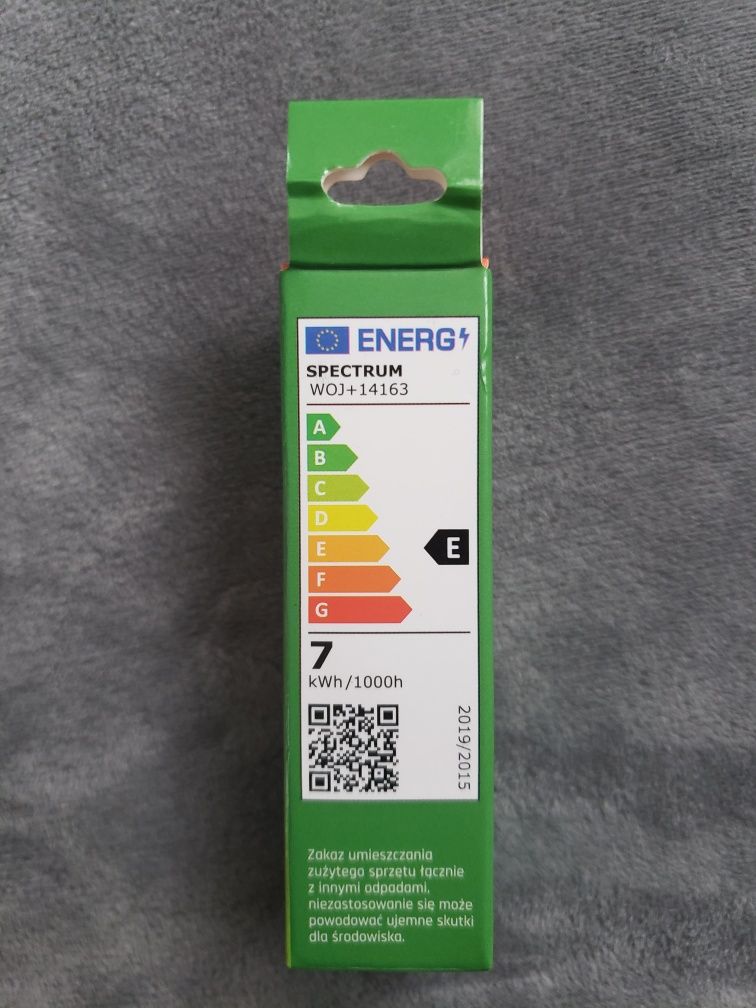 ENERG
SPECTRUM
WOJ+14163
A
B
C
D
E
F
G
E
7
kWh/1000h
2019/2015
Zakaz umieszczania
zużytego sprzętu łącznie
z innymi odpadami,
niezastosowanie się może
powodować ujemne skutki
dla środowiska.